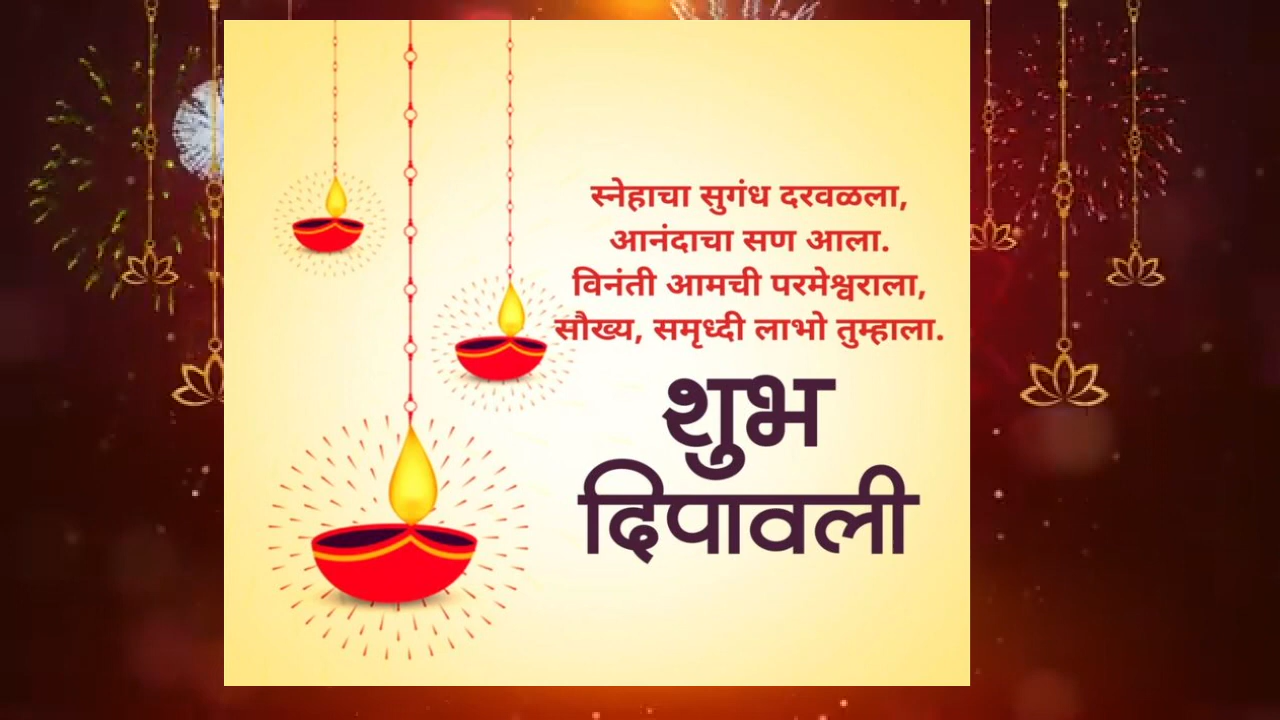 स्नेहाचा सुगंध दरवळला,
आनंदाचा सण आला.
विनंती आमची परमेश्वराला,
सौख्य, समृध्दी लाभो तुम्हाला.
शुभ
दिपावली